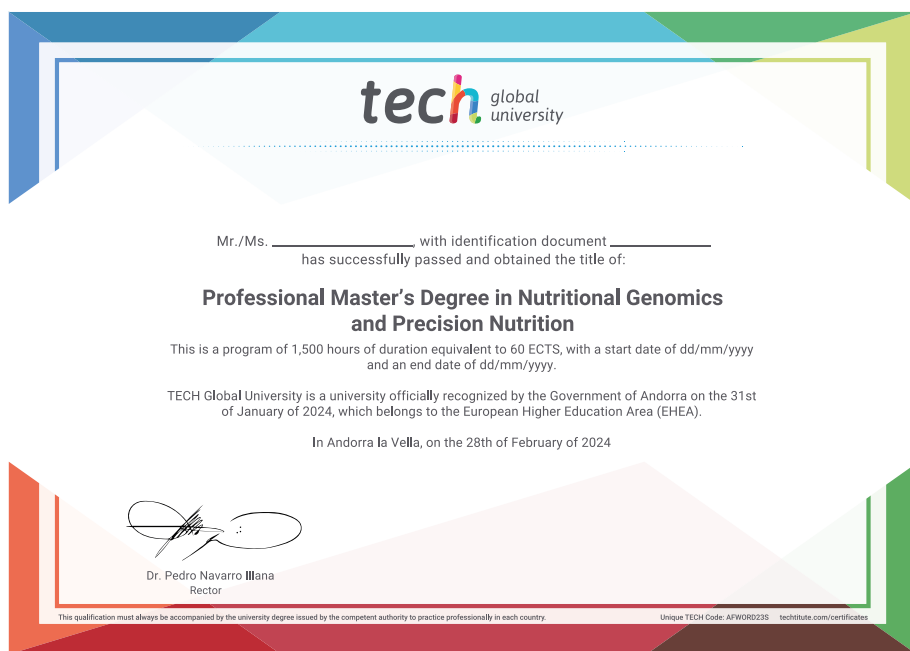 tech global
university
Mr./Ms. ____________, with identification document ____________
has successfully passed and obtained the title of:
Professional Master’s Degree in Nutritional Genomics
and Precision Nutrition
This is a program of 1,500 hours of duration equivalent to 60 ECTS, with a start date of dd/mm/yyyy
and an end date of dd/mm/yyyy.
TECH Global University is a university officially recognized by the Government of Andorra on the 31st
of January of 2024, which belongs to the European Higher Education Area (EHEA).
In Andorra la Vella, on the 28th of February of 2024
Dr. Pedro Navarro Illana
Rector
This qualification must always be accompanied by the university degree issued by the competent authority to practice professionally in each country.
Unique TECH Code: AFWORD23S techtitute.com/certificates